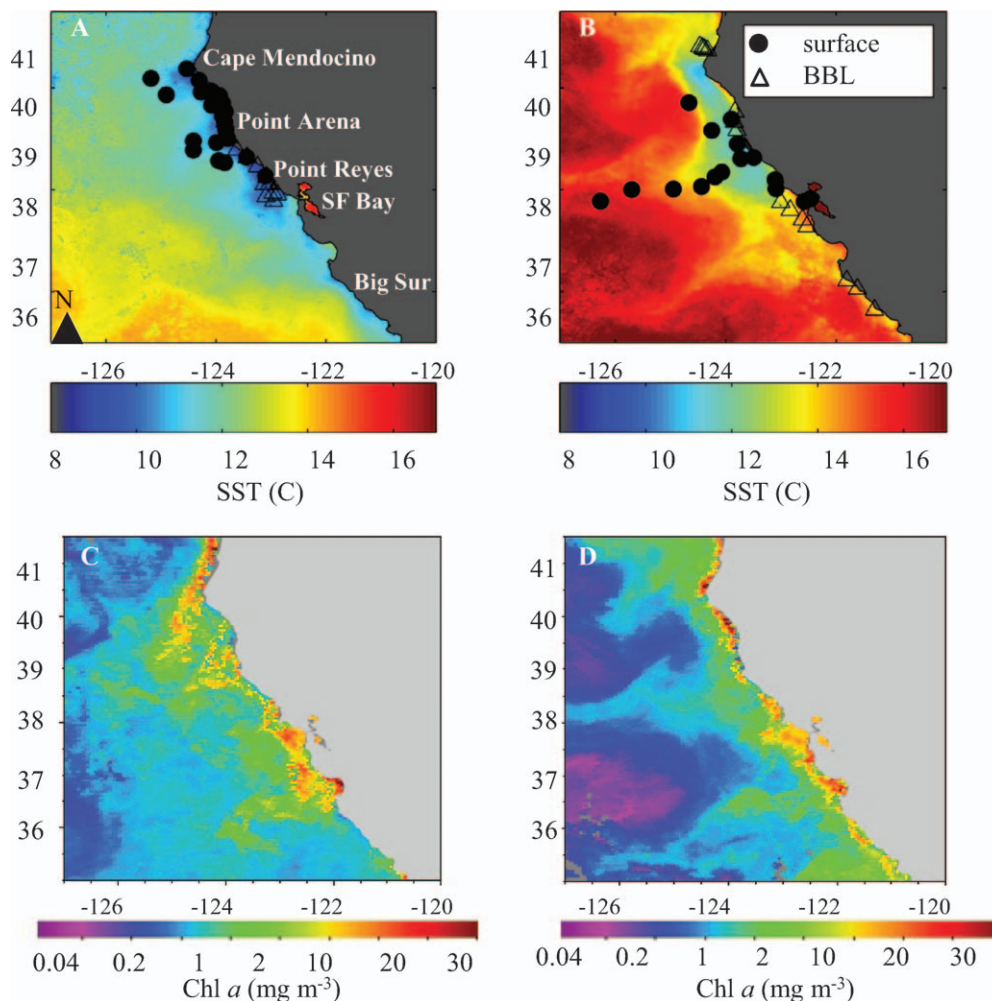 A
B
41
40
39
38
37
36
Cape Mendocino
Point Arena
Point Reyes
SF Bay
Big Sur
N
41
40
39
38
37
36
surface
BBL
-126 -124 -122 -120
-126 -124 -122 -120
8 10 12 14 16
8 10 12 14 16
SST (C)
SST (C)
C
D
41
40
39
38
37
36
41
40
39
38
37
36
-126 -124 -122 -120
-126 -124 -122 -120
0.04 0.2 1 2 10 20 30
0.04 0.2 1 2 10 20 30
Chl a (mg m-3)
Chl a (mg m-3)